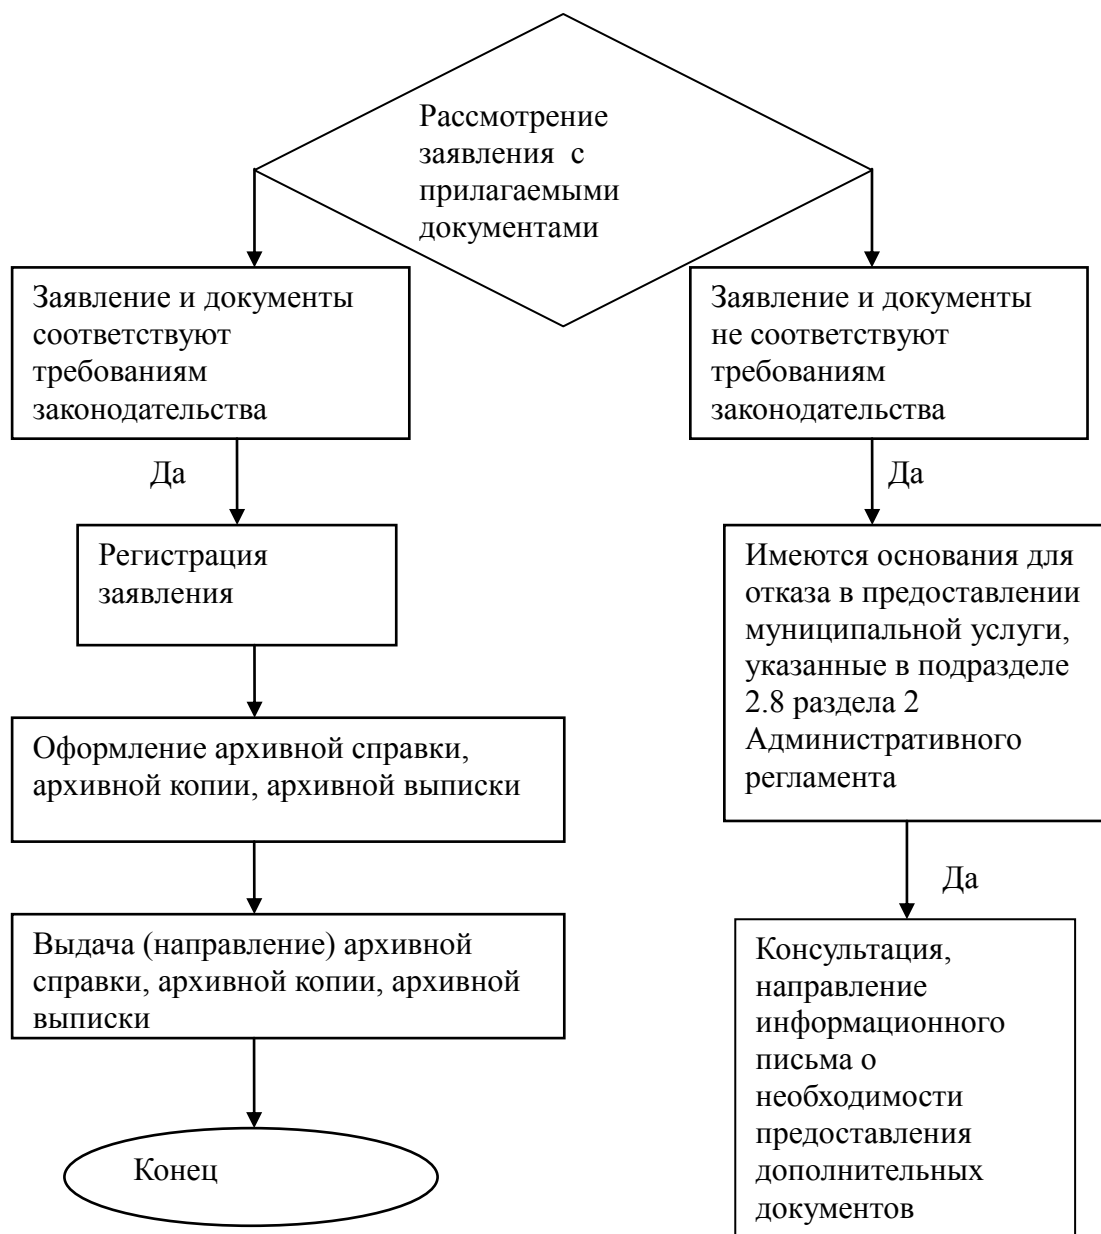 Рассмотрение
заявления с
прилагаемыми
документами
Заявление и документы
соответствуют
требованиям
законодательства
Заявление и документы
не соответствуют
требованиям
законодательства
Да
Да
Регистрация
заявления
Имеются основания для
отказа в предоставлении
муниципальной услуги,
указанные в подразделе
2.8 раздела 2
Административного
регламента
Оформление архивной справки,
архивной копии, архивной выписки
Да
Выдача (направление) архивной
справки, архивной копии, архивной
выписки
Консультация,
направление
информационного
письма о
необходимости
предоставления
дополнительных
документов
Конец